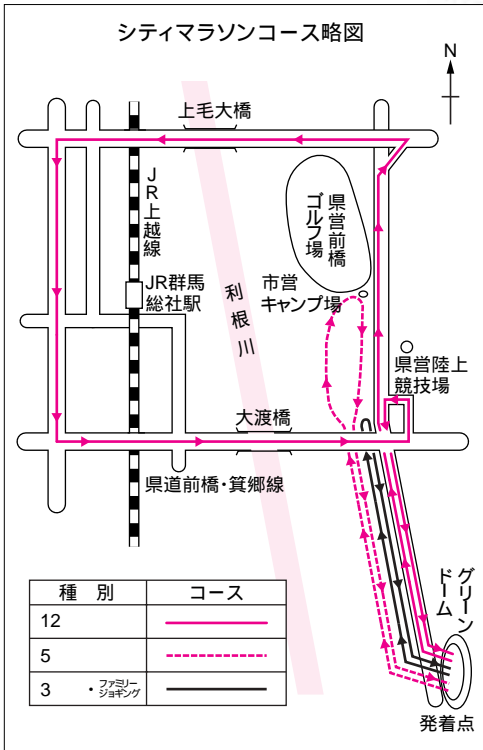 シティマラソンコース略図
N
上毛大橋
JR上越線
県営前橋
ゴルフ場
JR群馬
総社駅
利根川
市営
キャンプ場
県営陸上
競技場
大渡橋
県道前橋・箕郷線
グリーン
ドーム
発着点
種 別 コース
12
5
3 ・ファミリー
ジョギング